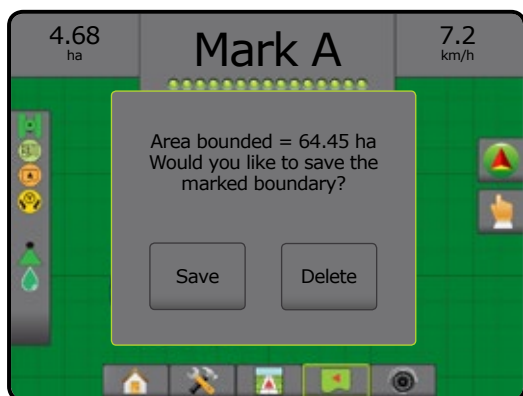 4.68
ha
Mark A
7.2
km/h
Area bounded = 64.45 ha
Would you like to save the
marked boundary?
Save
Delete